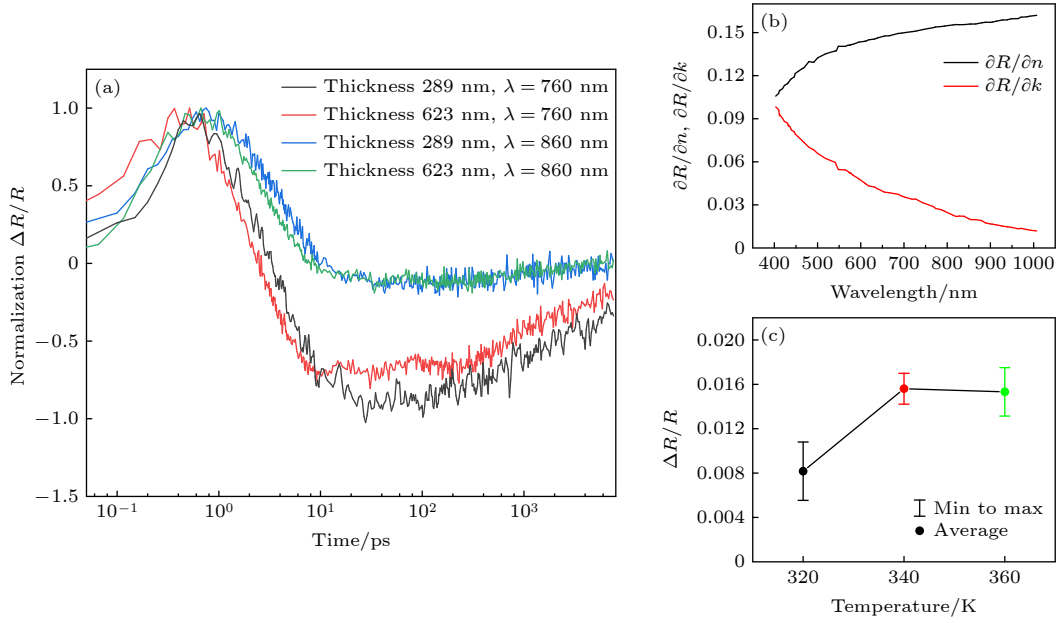 (a)
Thickness 289 nm, λ = 760 nm
Thickness 623 nm, λ = 760 nm
Thickness 289 nm, λ = 860 nm
Thickness 623 nm, λ = 860 nm
Normalization ΔR/R
1.0
0.5
0
−0.5
−1.0
−1.5
10⁻¹ 10⁰ 10¹ 10² 10³
Time/ps
(b)
∂R/∂n
∂R/∂k
∂R/∂n, ∂R/∂k
0.15
0.12
0.09
0.06
0.03
0
400 500 600 700 800 900 1000
Wavelength/nm
(c)
ΔR/R
0.020
0.016
0.012
0.008
0.004
0
Min to max
Average
320 340 360
Temperature/K